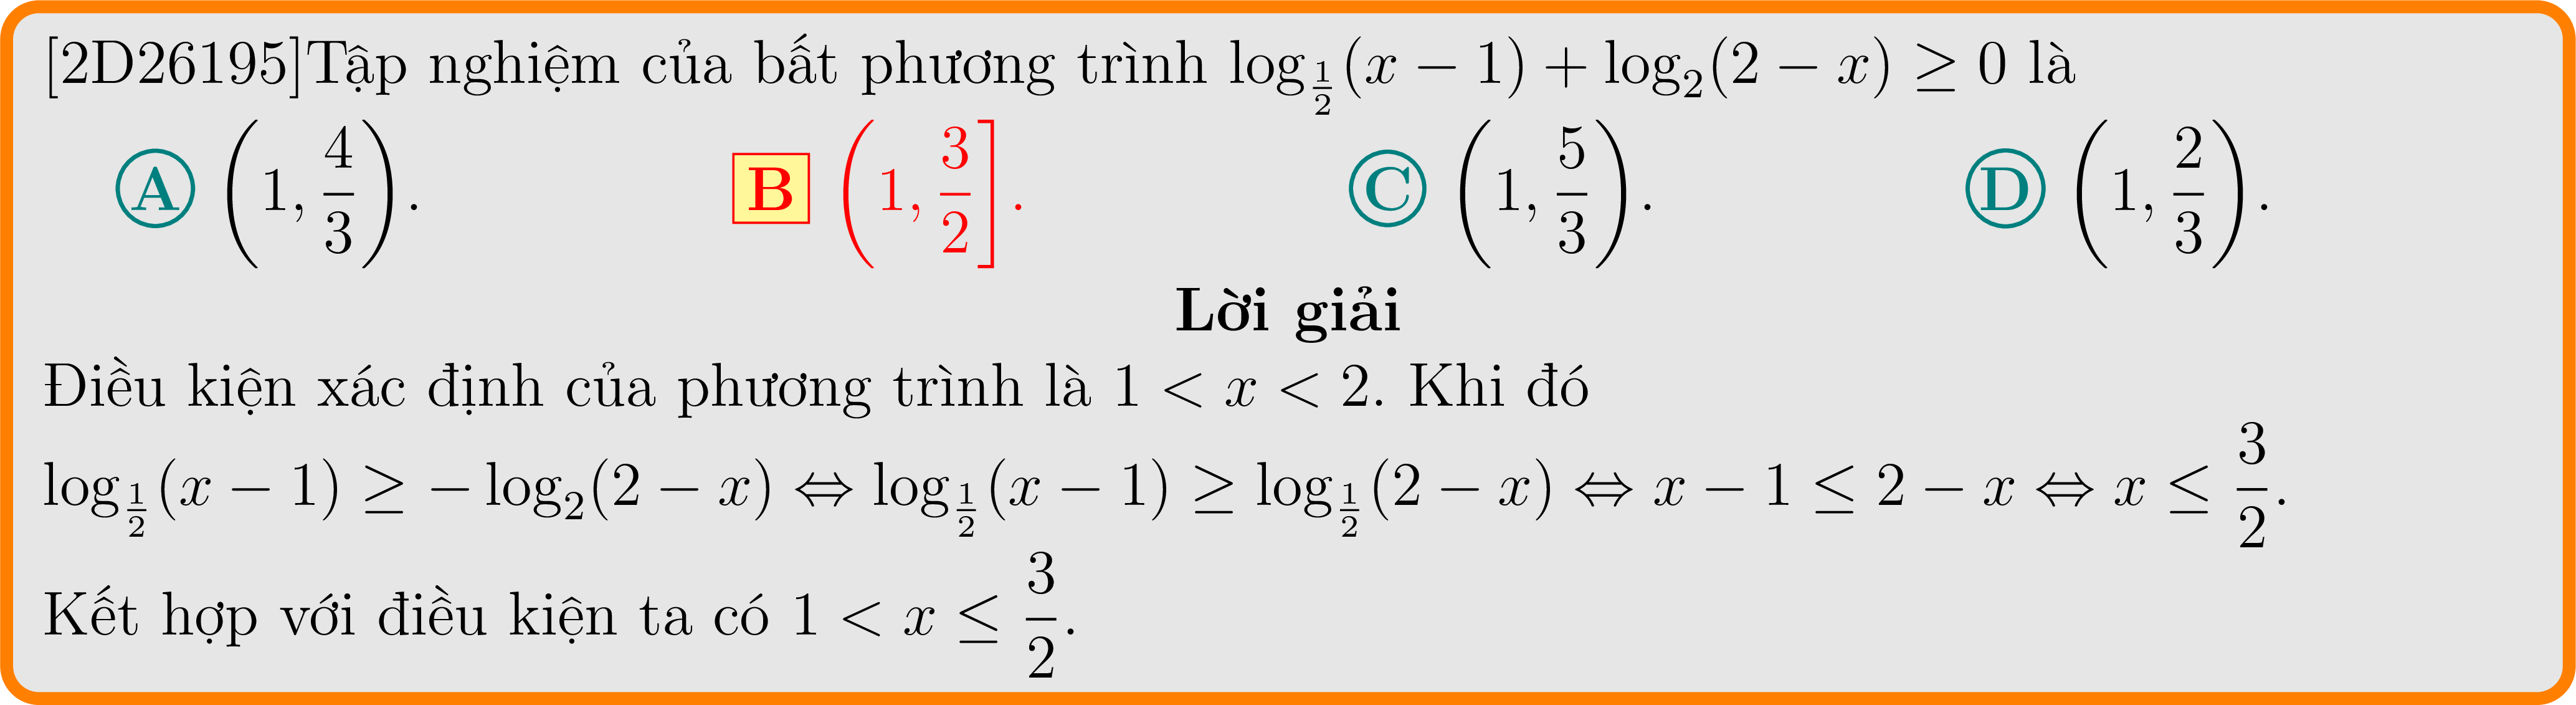 [2D26195]Tập nghiệm của bất phương trình $\log_{\frac{1}{2}}(x-1)+\log_2(2-x) \geq 0$ là
A $\left(1, \frac{4}{3}\right)$. B $\left(1, \frac{3}{2}\right]$. C $\left(1, \frac{5}{3}\right)$. D $\left(1, \frac{2}{3}\right)$.
Lời giải
Điều kiện xác định của phương trình là $1 < x < 2$. Khi đó
$\log_{\frac{1}{2}}(x-1) \geq -\log_2(2-x) \Leftrightarrow \log_{\frac{1}{2}}(x-1) \geq \log_{\frac{1}{2}}(2-x) \Leftrightarrow x-1 \leq 2-x \Leftrightarrow x \leq \frac{3}{2}$.
Kết hợp với điều kiện ta có $1 < x \leq \frac{3}{2}$.